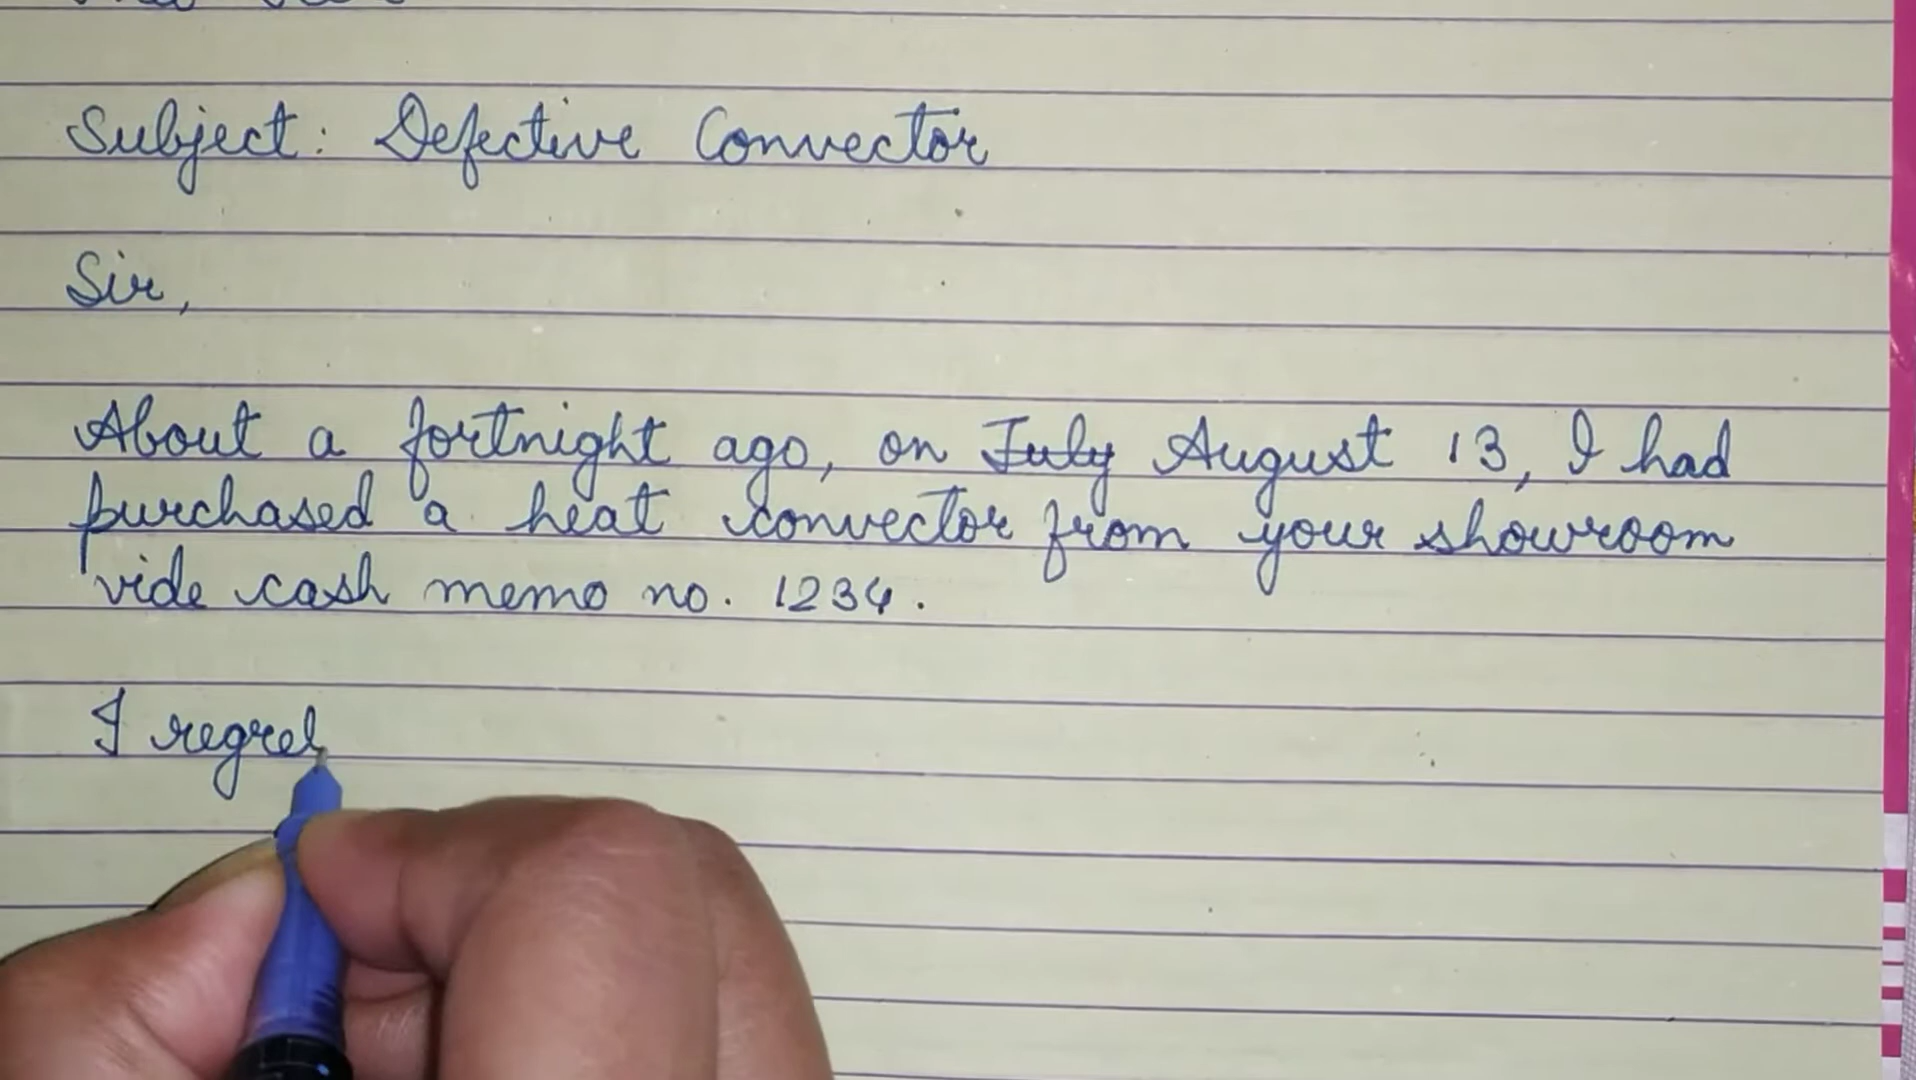 Subject: Defective Convector
Sir,
About a fortnight ago, on July August 13, I had
purchased a heat convector from your showroom
vide cash memo no. 1234.
I regret